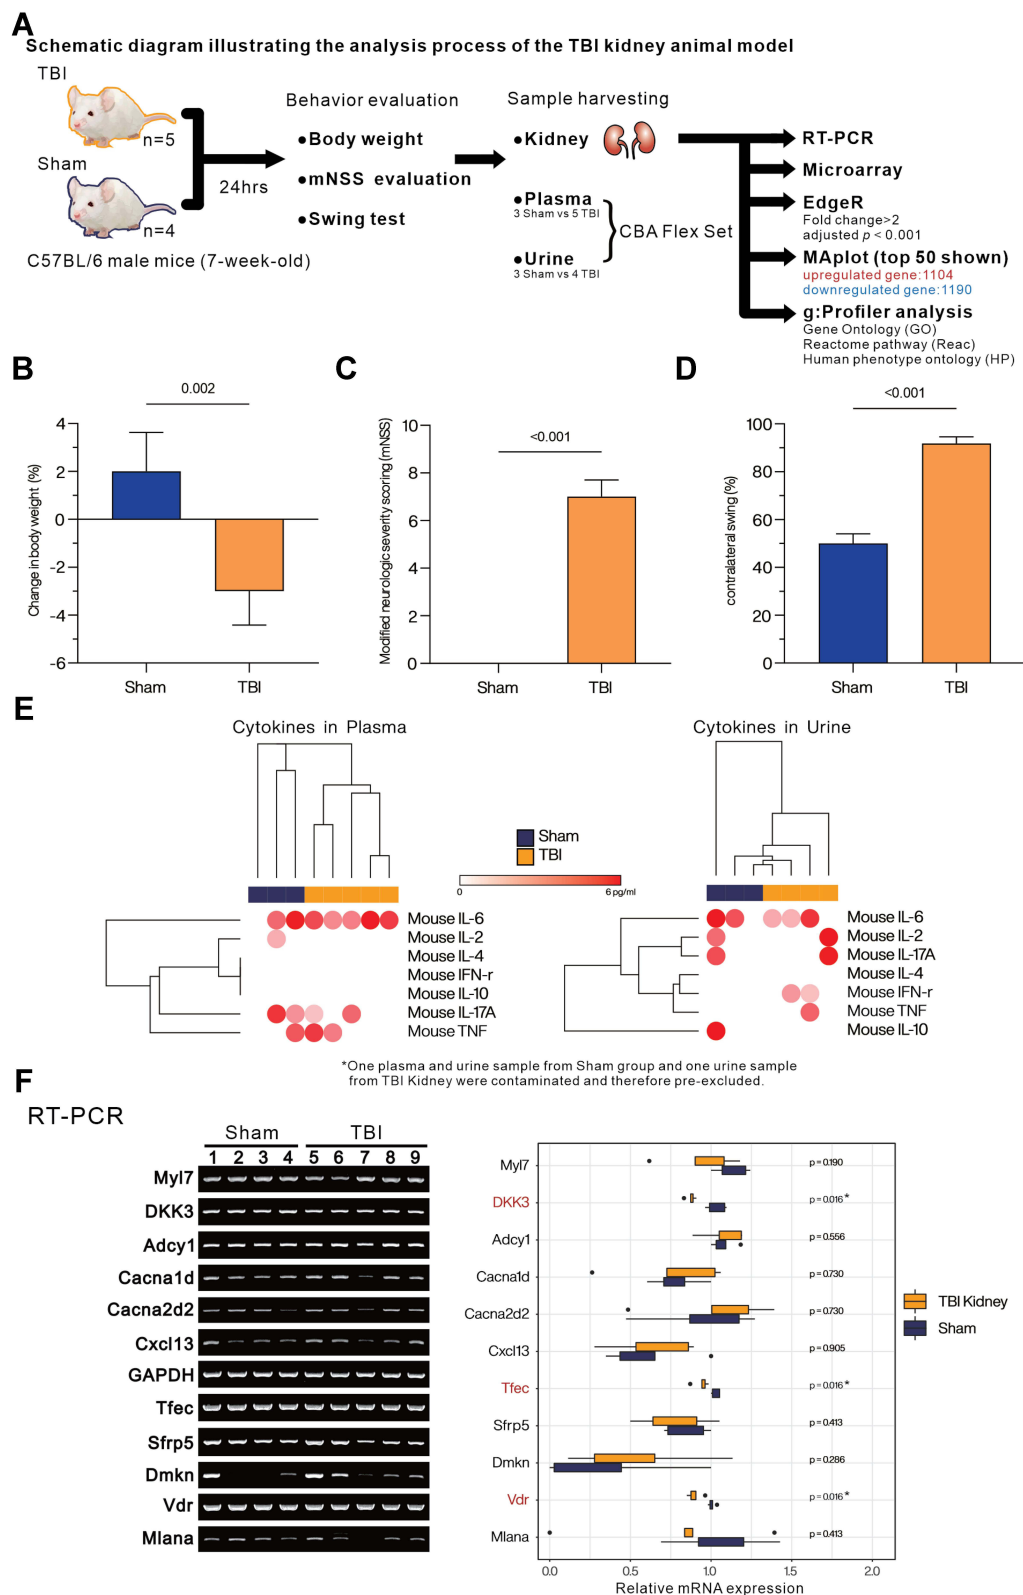 A
Schematic diagram illustrating the analysis process of the TBI kidney animal model
TBI
n=5
Sham
n=4
C57BL/6 male mice (7-week-old)
24hrs
Behavior evaluation
•Body weight
•mNSS evaluation
•Swing test
Sample harvesting
•Kidney
•Plasma
3 Sham vs 5 TBI
•Urine
3 Sham vs 4 TBI
CBA Flex Set
RT-PCR
Microarray
EdgeR
Fold change>2
adjusted p < 0.001
MAplot (top 50 shown)
upregulated gene:1104
downregulated gene:1190
g:Profiler analysis
Gene Ontology (GO)
Reactome pathway (Reac)
Human phenotype ontology (HP)
B
0.002
Change in body weight (%)
4
2
0
-2
-4
-6
Sham TBI
C
<0.001
Modified neurologic severity scoring (mNSS)
10
8
6
4
2
0
Sham TBI
D
<0.001
contralateral swing (%)
100
80
60
40
20
0
Sham TBI
E
Cytokines in Plasma
Mouse IL-6
Mouse IL-2
Mouse IL-4
Mouse IFN-r
Mouse IL-10
Mouse IL-17A
Mouse TNF
Sham
TBI
0 6 pg/ml
Cytokines in Urine
Mouse IL-6
Mouse IL-2
Mouse IL-17A
Mouse IL-4
Mouse IFN-r
Mouse TNF
Mouse IL-10
*One plasma and urine sample from Sham group and one urine sample
from TBI Kidney were contaminated and therefore pre-excluded.
F
RT-PCR
Sham TBI
1 2 3 4 5 6 7 8 9
Myl7
DKK3
Adcy1
Cacna1d
Cacna2d2
Cxcl13
GAPDH
Tfec
Sfrp5
Dmkn
Vdr
Mlana
Myl7 p = 0.190
DKK3 p = 0.016 *
Adcy1 p = 0.556
Cacna1d p = 0.730
Cacna2d2 p = 0.730
Cxcl13 p = 0.905
Tfec p = 0.016 *
Sfrp5 p = 0.413
Dmkn p = 0.286
Vdr p = 0.016 *
Mlana p = 0.413
0.0 0.5 1.0 1.5 2.0
Relative mRNA expression
TBI Kidney
Sham